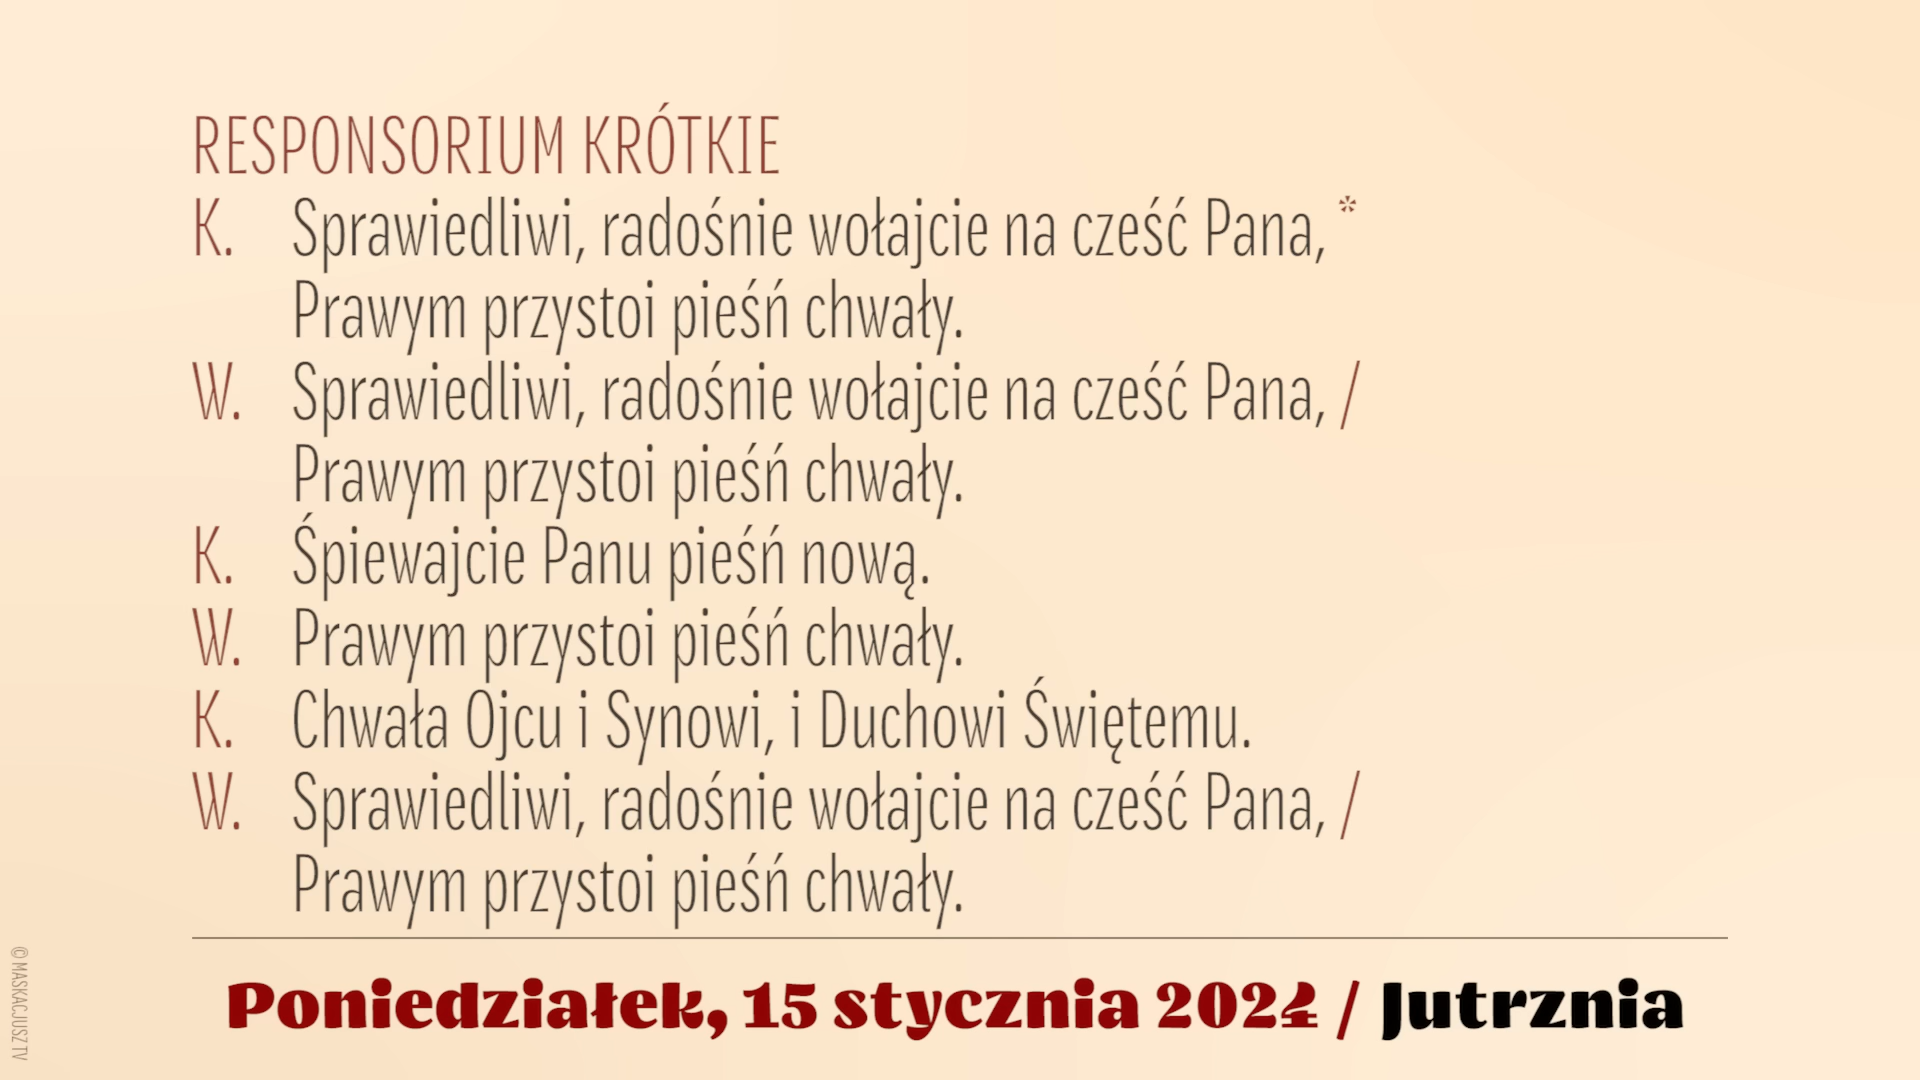 RESPONSORIUM KRÓTKIE
K. Sprawiedliwi, radośnie wołajcie na cześć Pana, *
Prawym przystoi pieśń chwały.
W. Sprawiedliwi, radośnie wołajcie na cześć Pana, /
Prawym przystoi pieśń chwały.
K. Śpiewajcie Panu pieśń nową.
W. Prawym przystoi pieśń chwały.
K. Chwała Ojcu i Synowi, i Duchowi Świętemu.
W. Sprawiedliwi, radośnie wołajcie na cześć Pana, /
Prawym przystoi pieśń chwały.
Poniedziałek, 15 stycznia 2024 / Jutrznia
© MASKACJUSZ TV